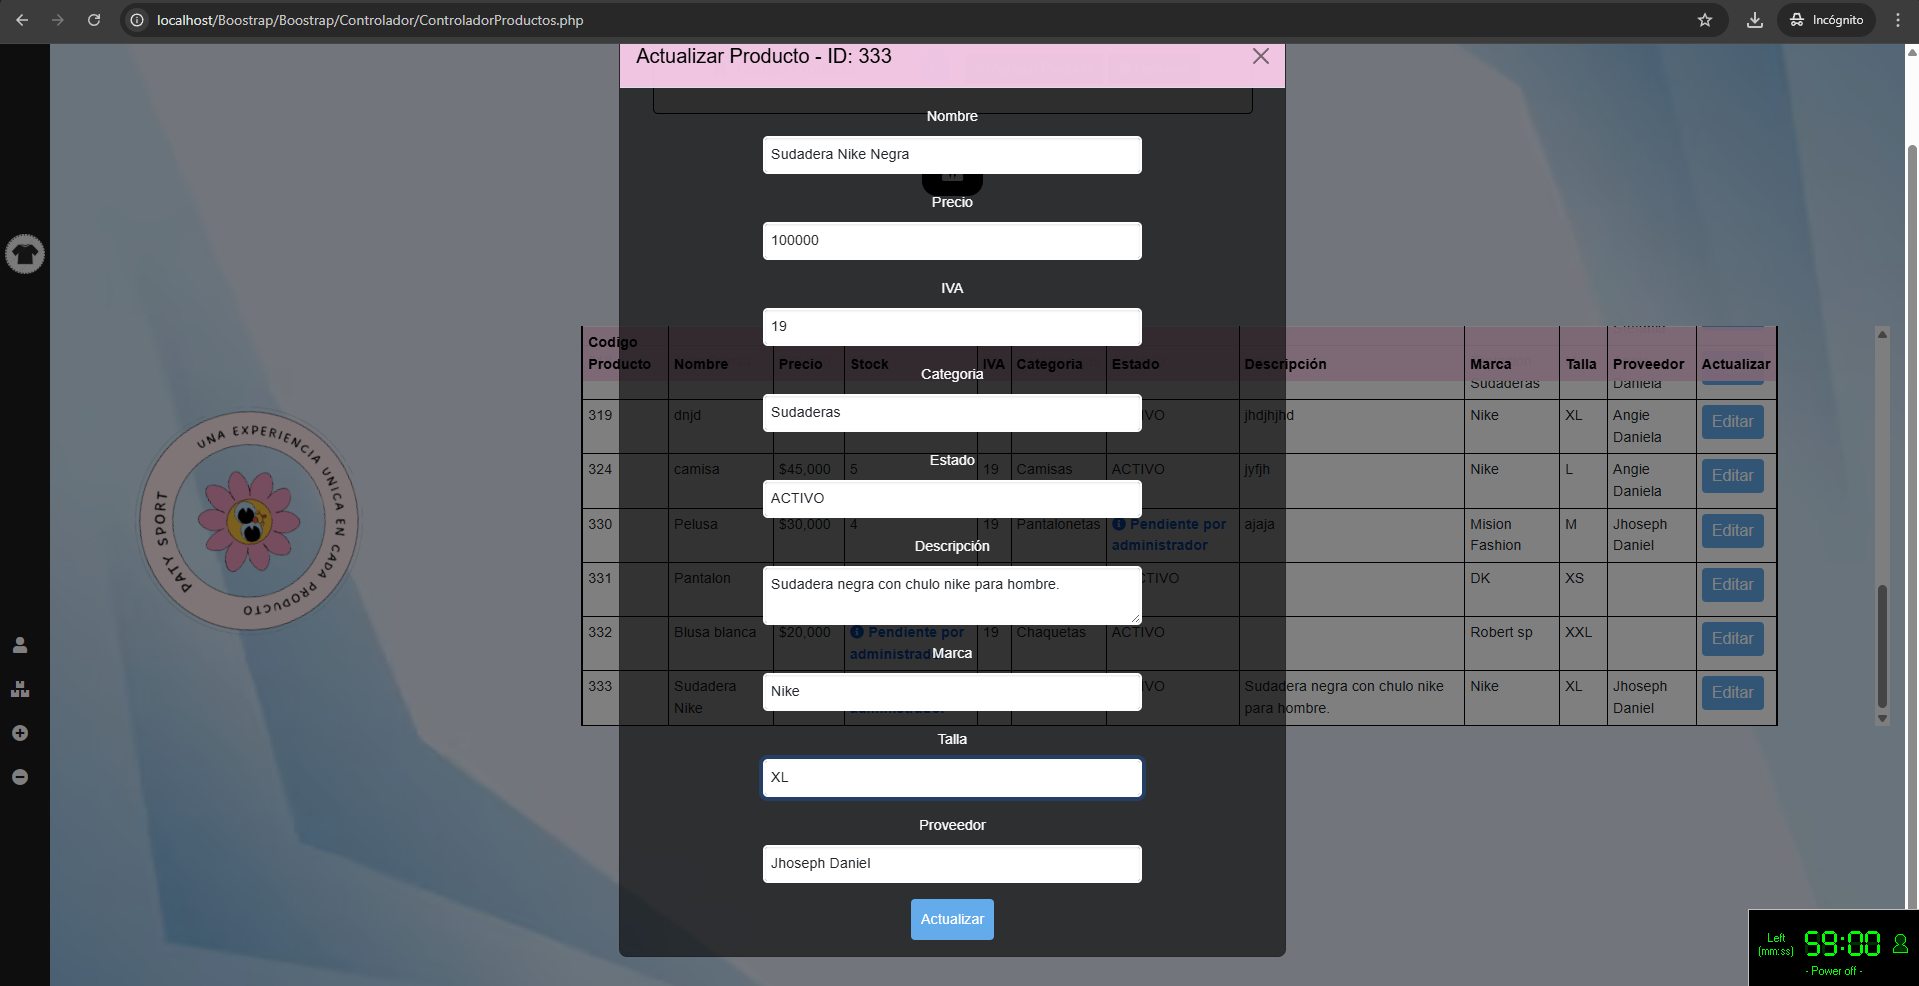 localhost/Boostrap/Boostrap/Controlador/ControladorProductos.php
Incógnito
Actualizar Producto - ID: 333
Nombre
Sudadera Nike Negra
Precio
100000
IVA
19
Categoria
Sudaderas
Estado
ACTIVO
Descripción
Sudadera negra con chulo nike para hombre.
Marca
Nike
Talla
XL
Proveedor
Jhoseph Daniel
Actualizar
Codigo Producto Nombre Precio Stock IVA Categoria Estado Descripción Marca Talla Proveedor Actualizar
Sudaderas Daniela
319 dnjd jhdjhjhd Nike XL Angie Daniela Editar
324 camisa $45,000 5 19 Camisas ACTIVO jyfjh Nike L Angie Daniela Editar
330 Pelusa $30,000 4 19 Pantalonetas Pendiente por administrador ajaja Mision Fashion M Jhoseph Daniel Editar
331 Pantalon DK XS Editar
332 Blusa blanca $20,000 Pendiente por administrador 19 Chaquetas ACTIVO Robert sp XXL Editar
333 Sudadera Nike Sudadera negra con chulo nike para hombre. Nike XL Jhoseph Daniel Editar
UNA EXPERIENCIA UNICA EN CADA PRODUCTO
PATY SPORT
Left
(mm:ss)
59:00
- Power off -